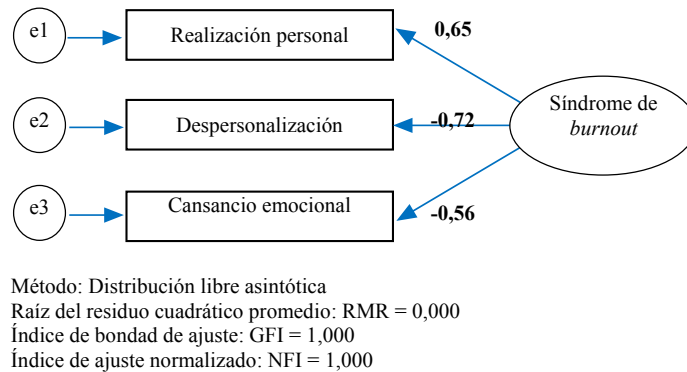 e1
Realización personal
0,65
e2
Despersonalización
-0,72
Síndrome de
burnout
e3
Cansancio emocional
-0,56
Método: Distribución libre asintótica
Raíz del residuo cuadrático promedio: RMR = 0,000
Índice de bondad de ajuste: GFI = 1,000
Índice de ajuste normalizado: NFI = 1,000